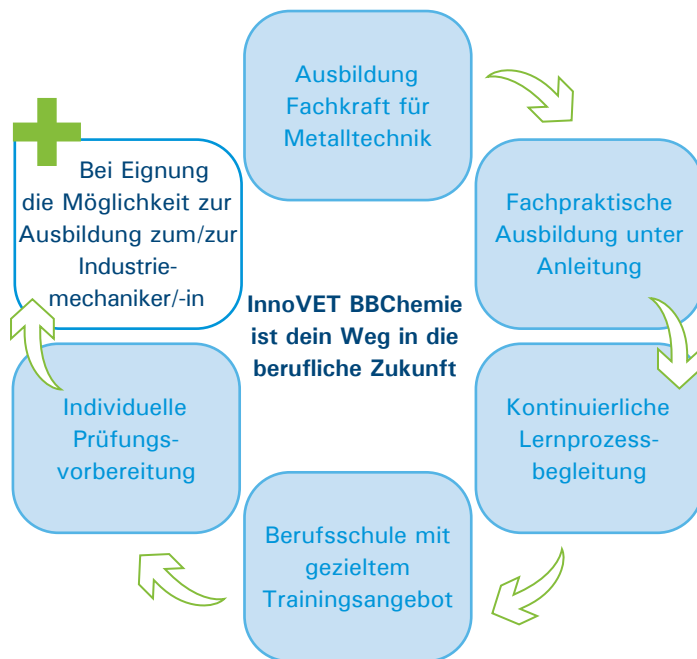 Ausbildung
Fachkraft für
Metalltechnik
Fachpraktische
Ausbildung unter
Anleitung
Kontinuierliche
Lernprozess-
begleitung
Berufsschule mit
gezieltem
Trainingsangebot
Individuelle
Prüfungs-
vorbereitung
Bei Eignung
die Möglichkeit zur
Ausbildung zum/zur
Industrie-
mechaniker/-in
InnoVET BBChemie
ist dein Weg in die
berufliche Zukunft